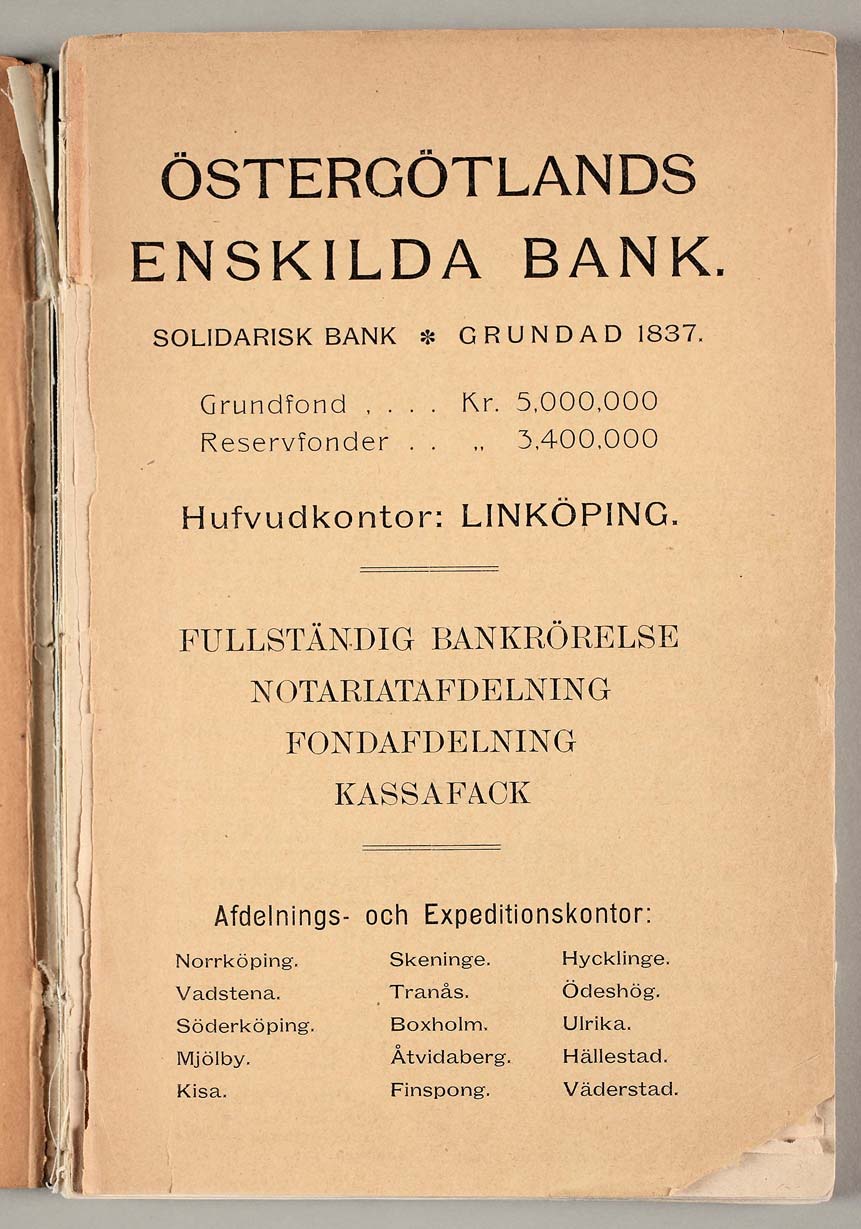 ÖSTERGÖTLANDS
ENSKILDA BANK.
SOLIDARISK BANK * GRUNDAD 1837.
Grundfond , . . . Kr. 5,000,000
Reservfonder . . „ 3,400,000
Hufvudkontor: LINKÖPING.
FULLSTÄNDIG BANKRÖRELSE
NOTARIATAFDELNING
FONDAFDELNING
KASSAFACK
Afdelnings- och Expeditionskontor:
Norrköping. Skeninge. Hycklinge.
Vadstena. Tranås. Ödeshög.
Söderköping. Boxholm. Ulrika.
Mjölby. Åtvidaberg. Hällestad.
Kisa. Finspong. Väderstad.